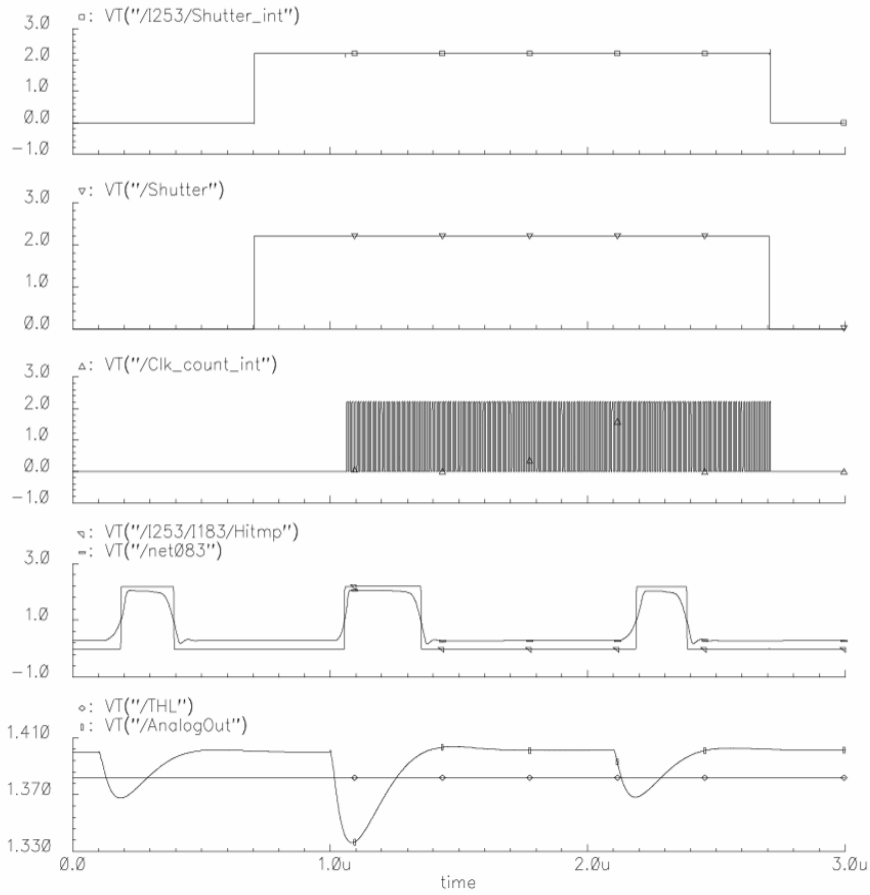 ▫: VT("/I253/Shutter_int")
3.0
2.0
1.0
0.0
−1.0
▿: VT("/Shutter")
3.0
2.0
1.0
0.0
▵: VT("/Clk_count_int")
3.0
2.0
1.0
0.0
−1.0
◃: VT("/I253/I183/Hitmp")
=: VT("/net083")
3.0
1.0
−1.0
◇: VT("/THL")
▯: VT("/AnalogOut")
1.410
1.370
1.330
0.0 1.0u 2.0u 3.0u
time